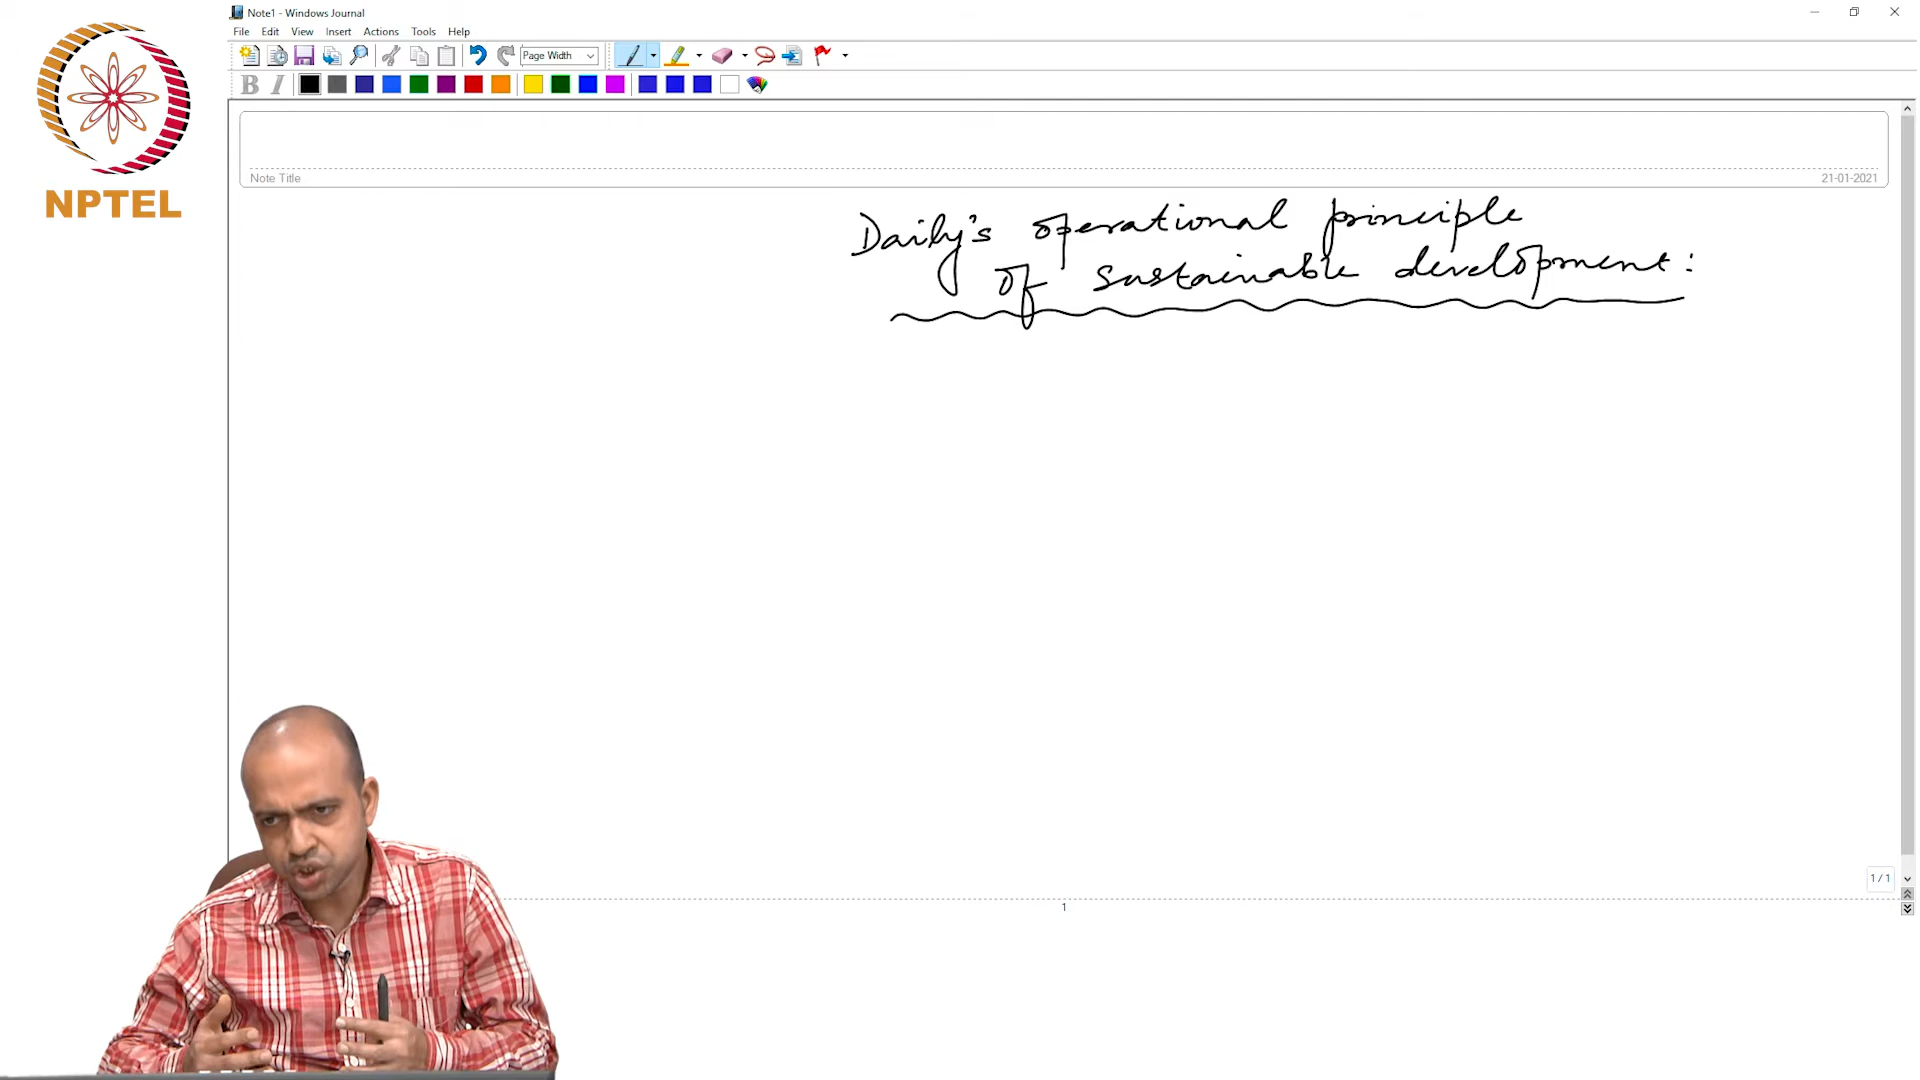 Note1 - Windows Journal
File Edit View Insert Actions Tools Help
Page Width
B I
NPTEL
Note Title
21-01-2021
Daily's operational principle
of sustainable development:
1 / 1
1